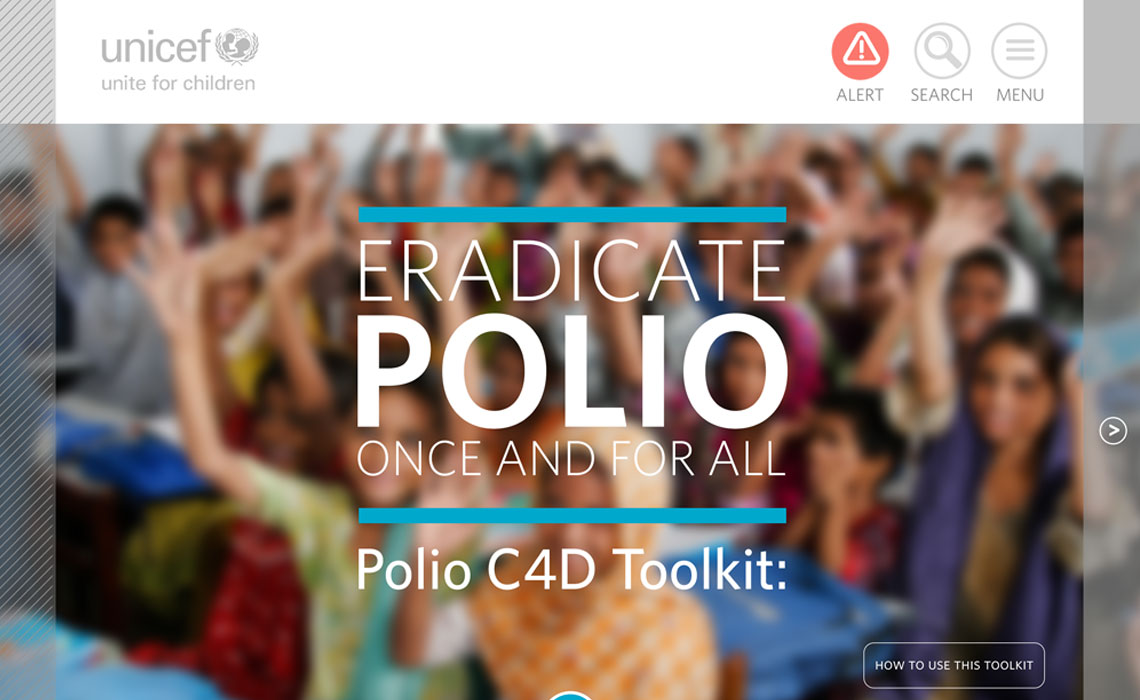 unicef
unite for children
ALERT
SEARCH
MENU
ERADICATE
POLIO
ONCE AND FOR ALL
Polio C4D Toolkit:
HOW TO USE THIS TOOLKIT